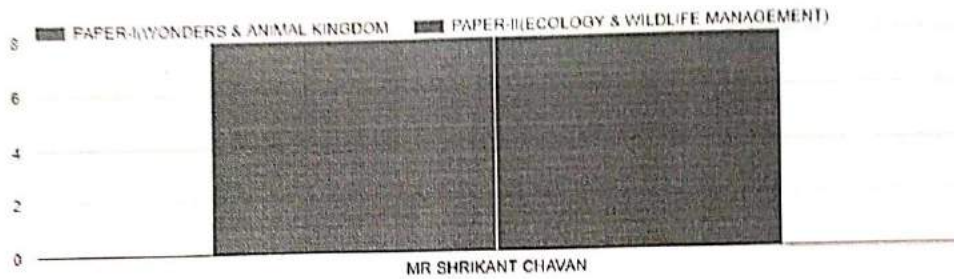 PAPER-I(WONDERS & ANIMAL KINGDOM PAPER-II(ECOLOGY & WILDLIFE MANAGEMENT)
8
6
4
2
0
MR SHRIKANT CHAVAN